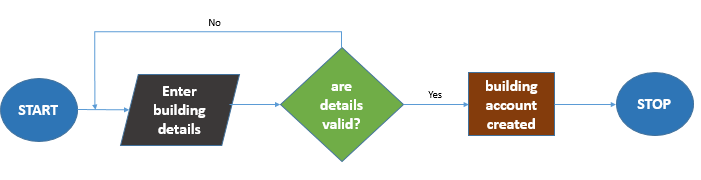 No
START
Enter
building
details
are
details
valid?
Yes
building
account
created
STOP